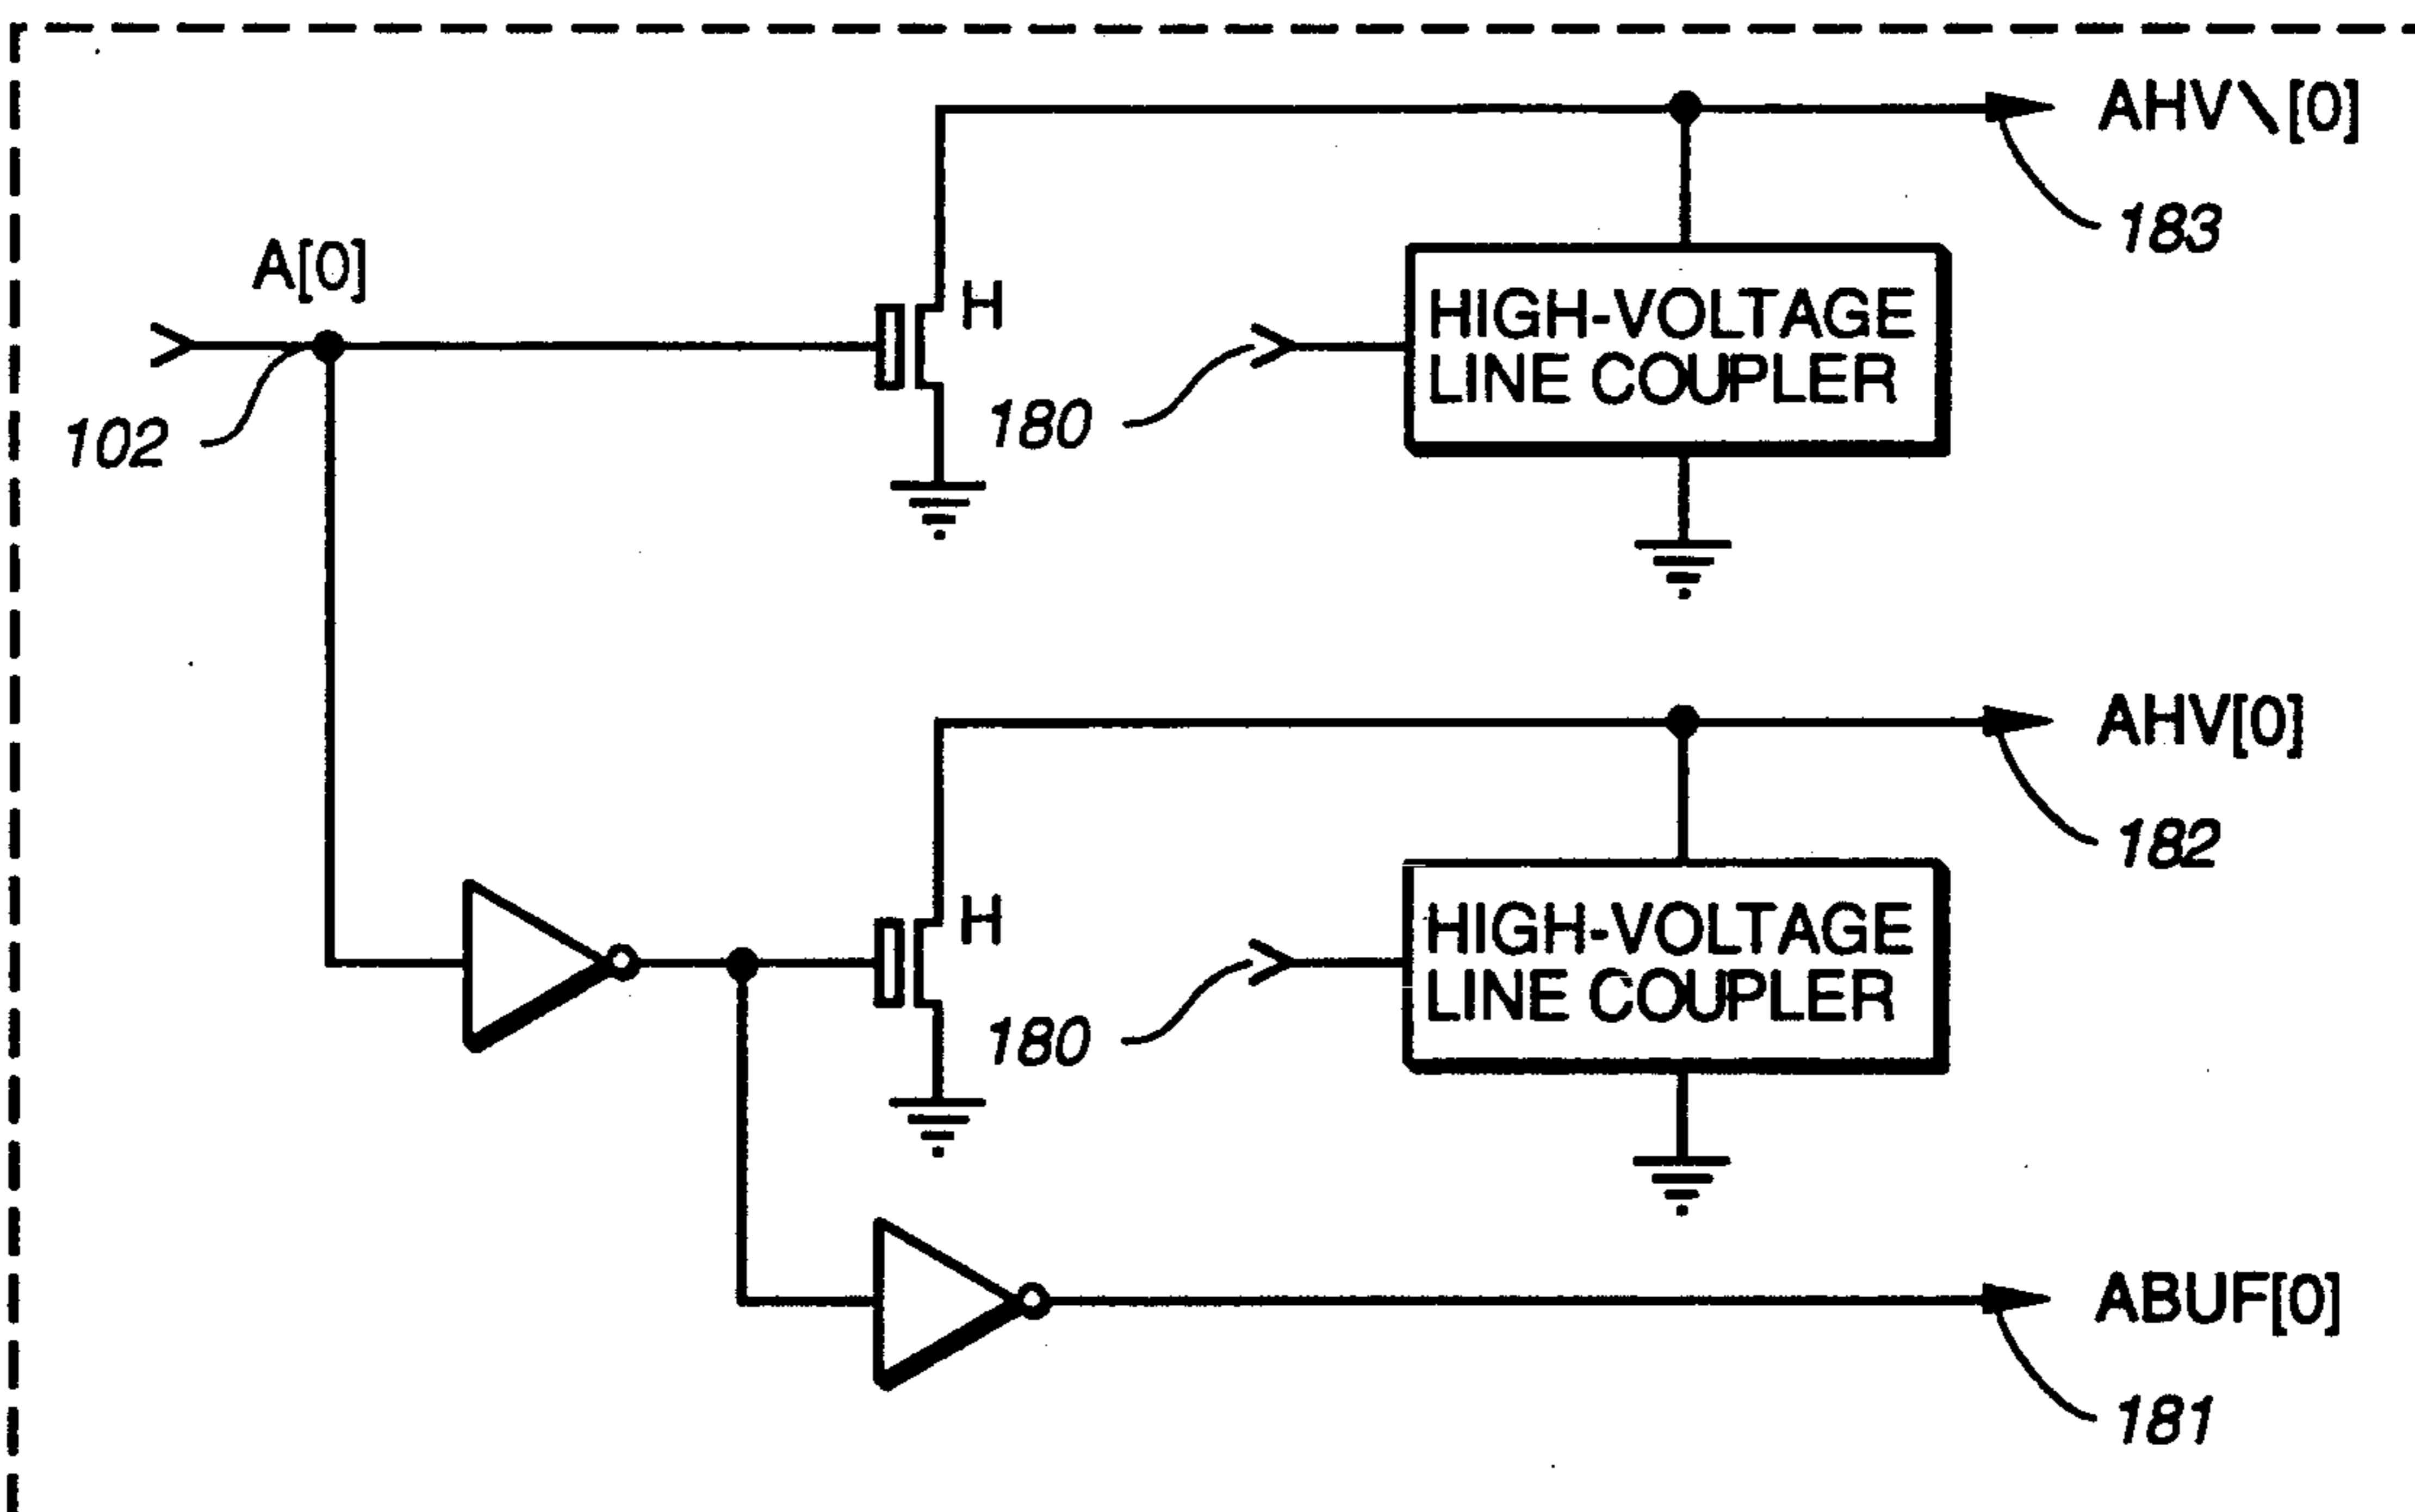 AHV\[0]
183
A[0]
H
HIGH-VOLTAGE
LINE COUPLER
102
180
AHV[0]
182
H
HIGH-VOLTAGE
LINE COUPLER
180
ABUF[0]
181